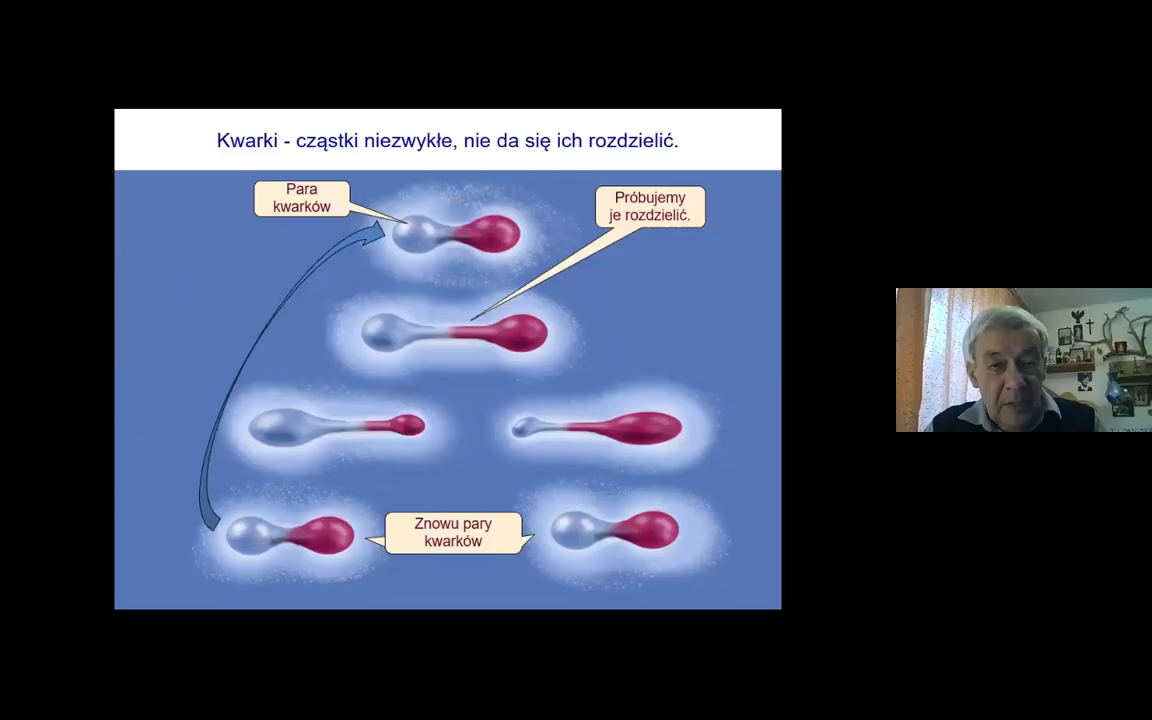 Kwarki - cząstki niezwykłe, nie da się ich rozdzielić.
Para
kwarków
Próbujemy
je rozdzielić.
Znowu pary
kwarków